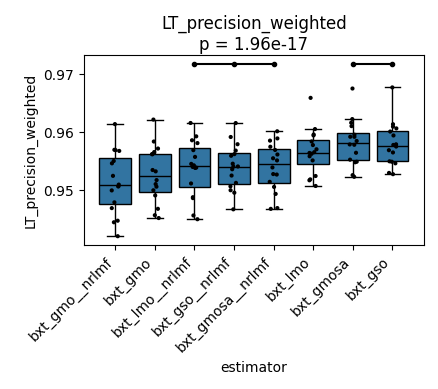 LT_precision_weighted
p = 1.96e-17
LT_precision_weighted
0.97
0.96
0.95
bxt_gmo__nrlmf
bxt_gmo
bxt_lmo__nrlmf
bxt_gso__nrlmf
bxt_gmosa__nrlmf
bxt_lmo
bxt_gmosa
bxt_gso
estimator